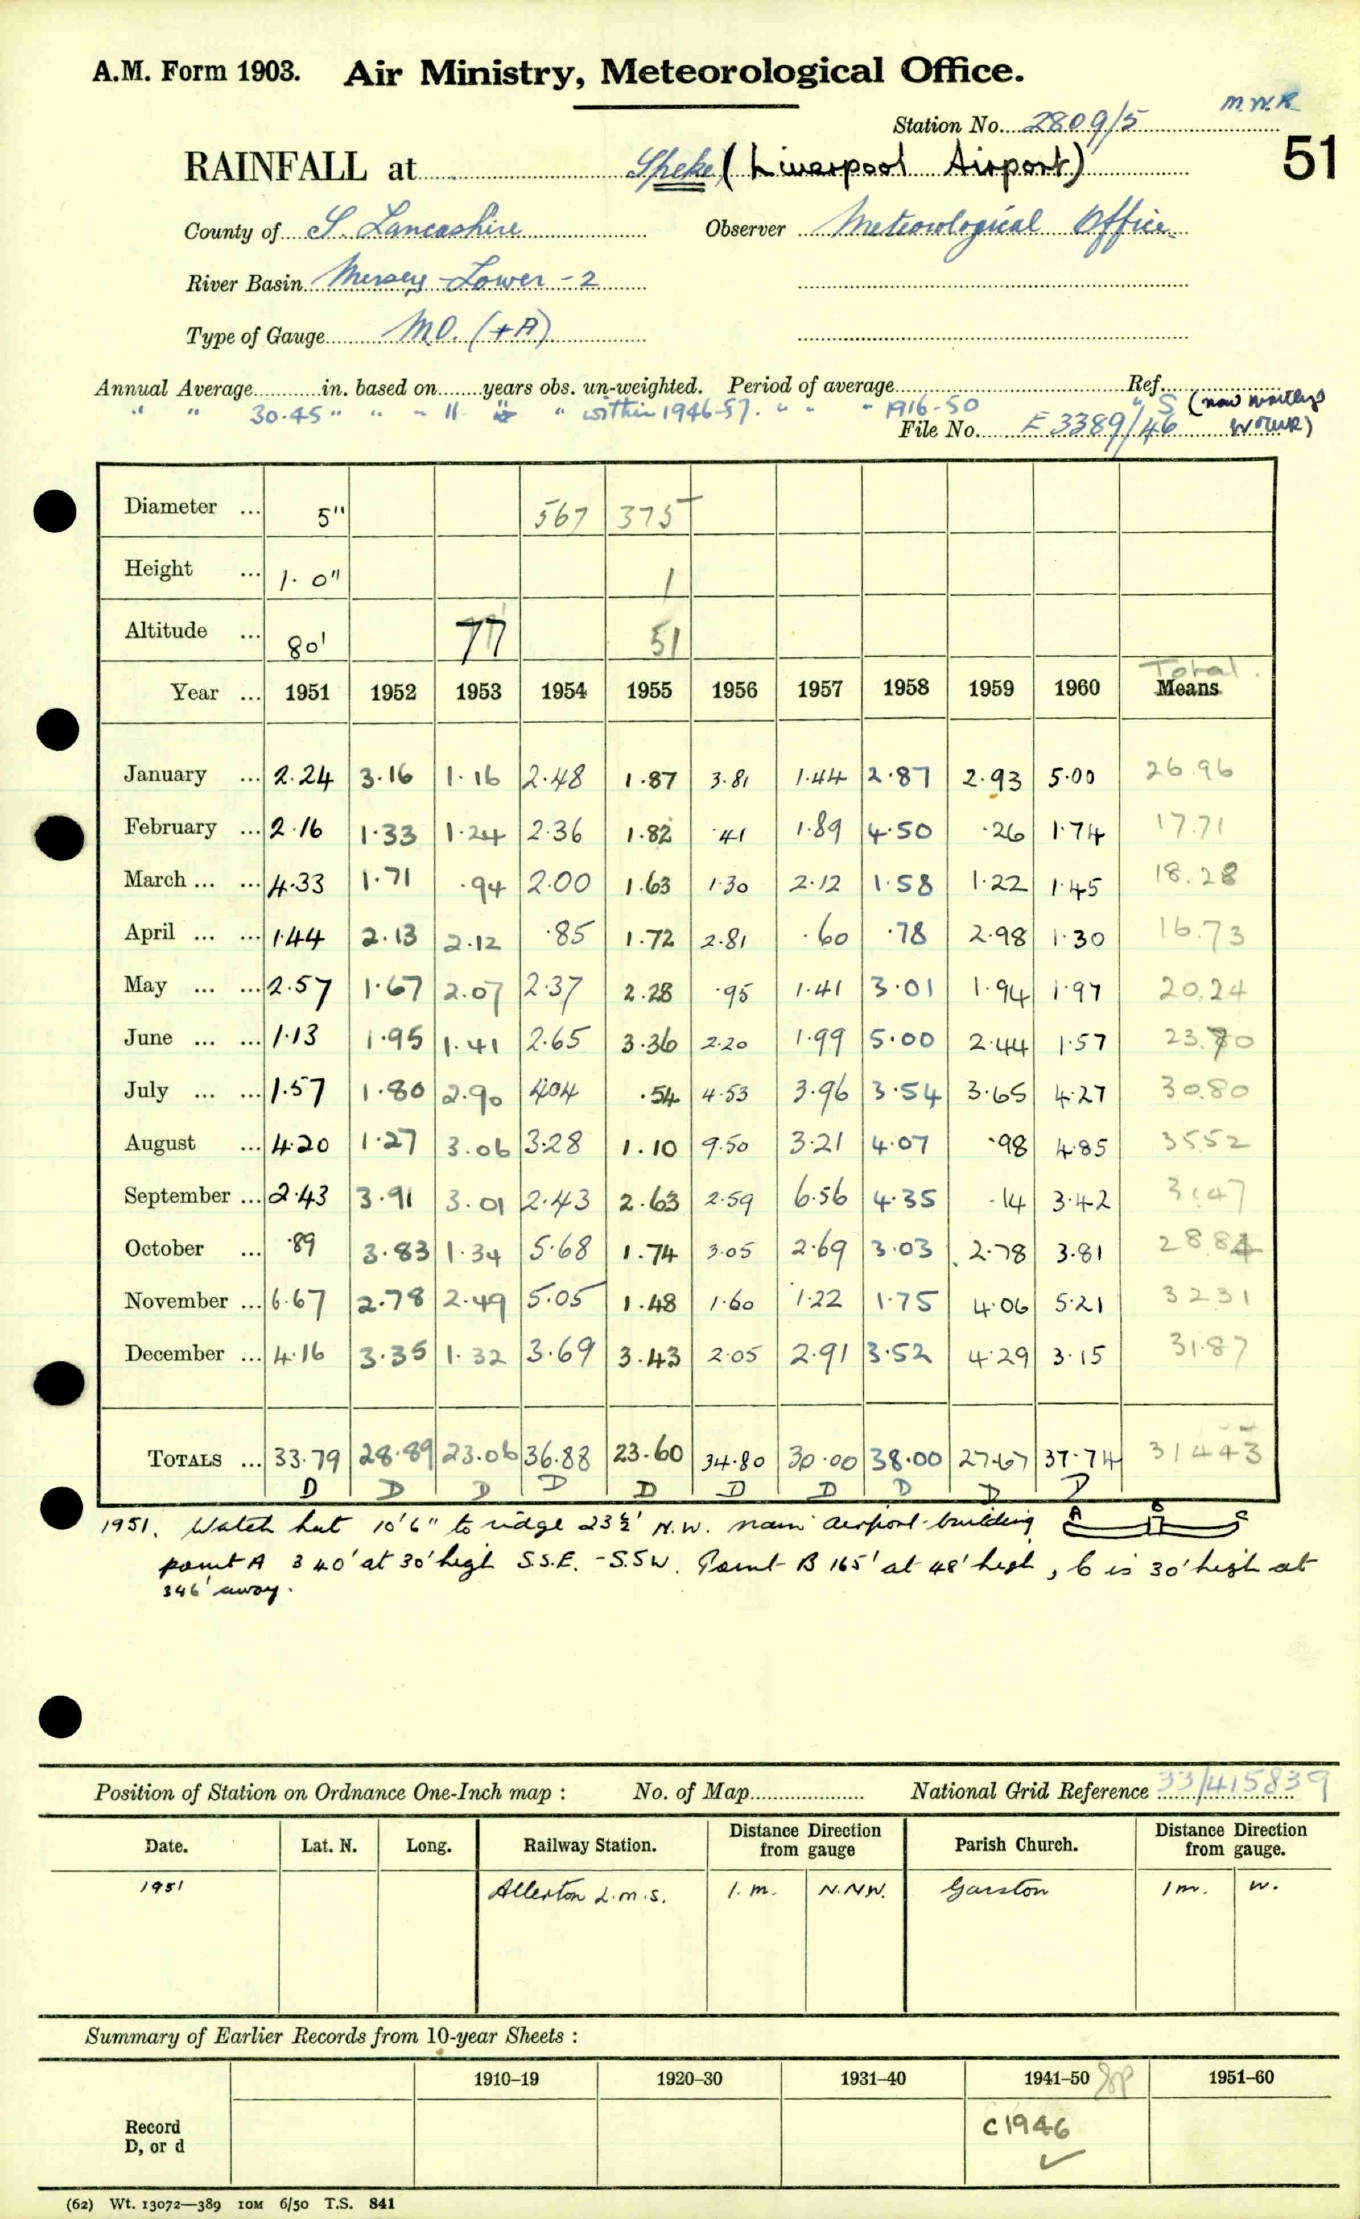 A.M. Form 1903. Air Ministry, Meteorological Office.
M.W.R.
Station No. 2809/5
51
RAINFALL at Speke (Liverpool Airport)
County of S. Lancashire Observer Meteorological Office.
River Basin Mersey - Lower - 2
Type of Gauge M.O. (+A)
Annual Average in. based on years obs. un-weighted. Period of average Ref.
" " 30.45 " " " 11 " " within 1946-57. " " " 1916-50 " S (now monthly
File No. F 3389/46
Diameter ... 5" 567 375
Height ... 1. 0" 1
Altitude ... 80' 77 51
Total
Year ... 1951 1952 1953 1954 1955 1956 1957 1958 1959 1960 Means
January ... 2.24 3.16 1.16 2.48 1.87 3.81 1.44 2.87 2.93 5.00 26.96
February ... 2.16 1.33 1.24 2.36 1.82 .41 1.89 4.50 .26 1.74 17.71
March ... ... 4.33 1.71 .94 2.00 1.63 1.30 2.12 1.58 1.22 1.45 18.28
April ... ... 1.44 2.13 2.12 .85 1.72 2.81 .60 .78 2.98 1.30 16.73
May ... ... 2.57 1.67 2.07 2.37 2.28 .95 1.41 3.01 1.94 1.97 20.24
June ... ... 1.13 1.95 1.41 2.65 3.36 2.20 1.99 5.00 2.44 1.57 23.70
July ... ... 1.57 1.80 2.90 4.04 .54 4.53 3.96 3.54 3.65 4.27 30.80
August ... 4.20 1.27 3.06 3.28 1.10 9.50 3.21 4.07 .98 4.85 35.52
September ... 2.43 3.91 3.01 2.43 2.63 2.59 6.56 4.35 .14 3.42 31.47
October ... .89 3.83 1.34 5.68 1.74 3.05 2.69 3.03 2.78 3.81 28.84
November ... 6.67 2.78 2.49 5.05 1.48 1.60 1.22 1.75 4.06 5.21 32.31
December ... 4.16 3.35 1.32 3.69 3.43 2.05 2.91 3.52 4.29 3.15 31.87
TOTALS ... 33.79 28.89 23.06 36.88 23.60 34.80 30.00 38.00 27.67 37.74 314.43
D D D D D D D D D D
1951. Watch hut 10'6" to ridge 23½' N.W. main airport building A B C
point A 340' at 30' high S.S.E. - S.SW. Point B 165' at 48' high, C is 30' high at
346' away.
Position of Station on Ordnance One-Inch map : No. of Map National Grid Reference 33/415839
Date. Lat. N. Long. Railway Station. Distance from Direction gauge Parish Church. Distance from Direction gauge.
1951 Allerton L.M.S. 1. m. N.NW. Garston 1m. W.
Summary of Earlier Records from 10-year Sheets :
1910–19 1920–30 1931–40 1941–50 1951–60
Record
D, or d
C1946
(62) Wt. 13072—389 10M 6/50 T.S. 841